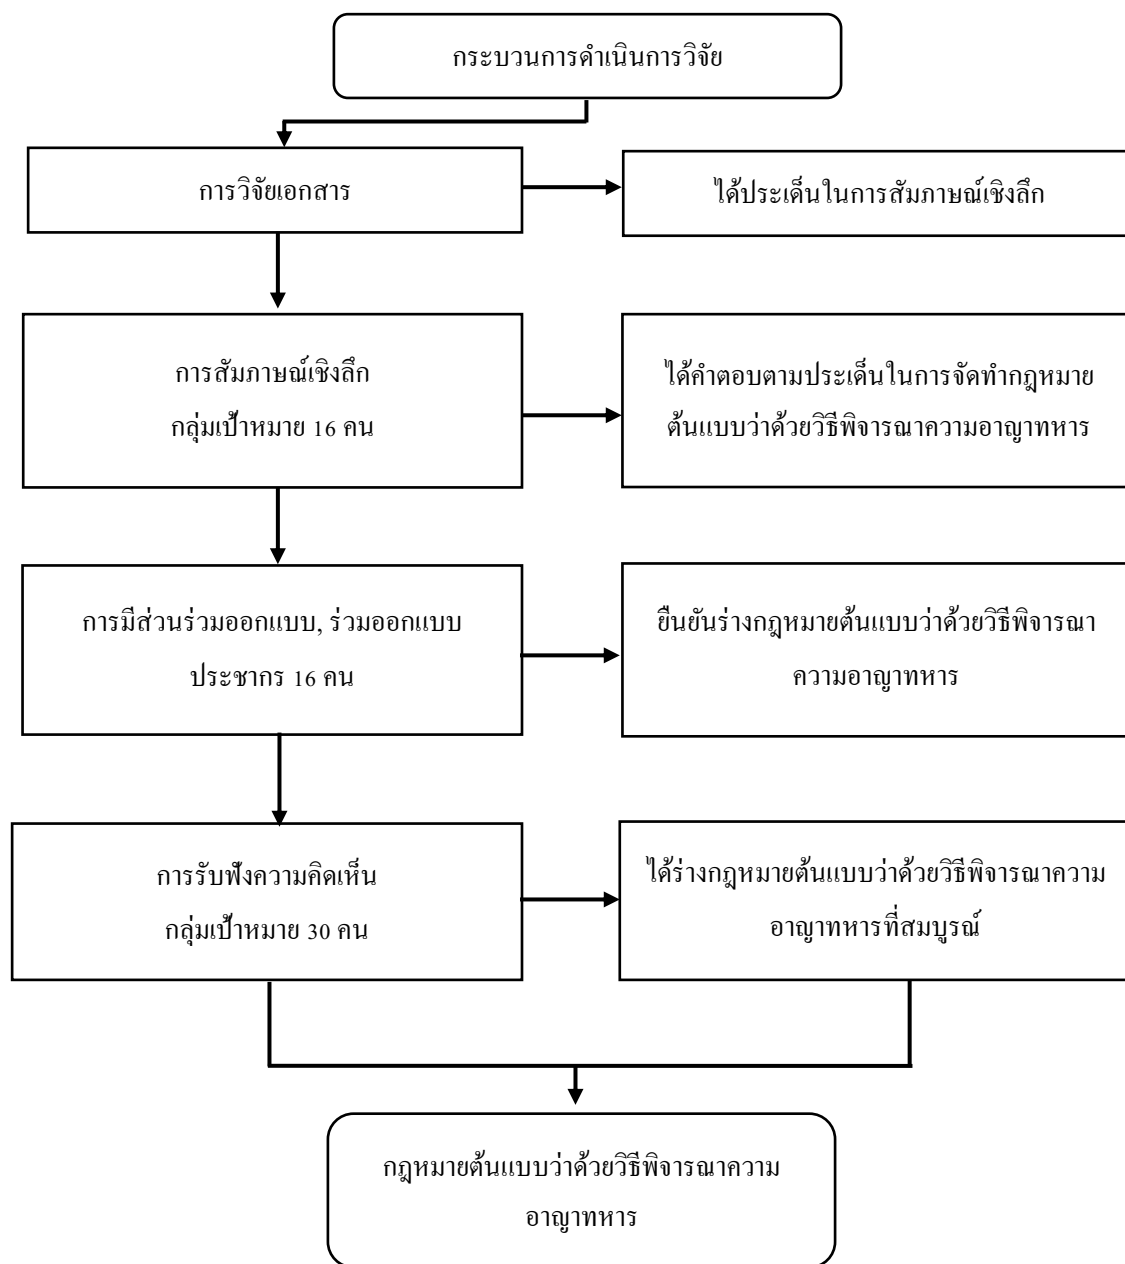 กระบวนการดำเนินการวิจัย
การวิจัยเอกสาร
ได้ประเด็นในการสัมภาษณ์เชิงลึก
การสัมภาษณ์เชิงลึก
กลุ่มเป้าหมาย 16 คน
ได้คำตอบตามประเด็นในการจัดทำกฎหมาย
ต้นแบบว่าด้วยวิธีพิจารณาความอาญาทหาร
การมีส่วนร่วมออกแบบ, ร่วมออกแบบ
ประชากร 16 คน
ยืนยันร่างกฎหมายต้นแบบว่าด้วยวิธีพิจารณา
ความอาญาทหาร
การรับฟังความคิดเห็น
กลุ่มเป้าหมาย 30 คน
ได้ร่างกฎหมายต้นแบบว่าด้วยวิธีพิจารณาความ
อาญาทหารที่สมบูรณ์
กฎหมายต้นแบบว่าด้วยวิธีพิจารณาความ
อาญาทหาร